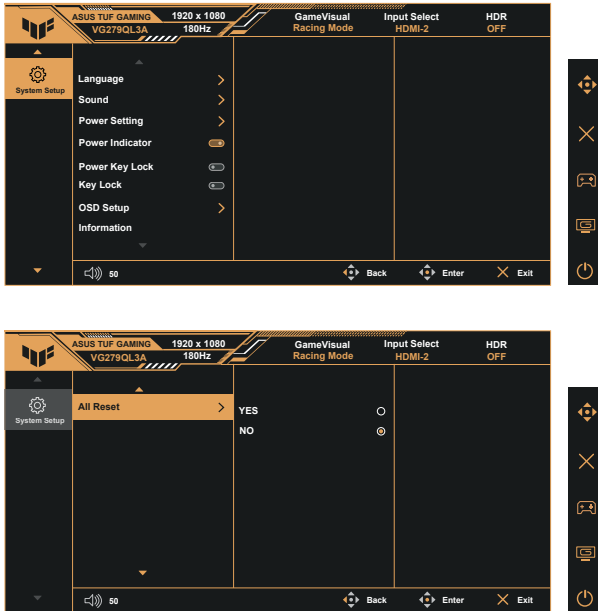 ASUS TUF GAMING 1920 x 1080 GameVisual Input Select HDR
VG279QL3A 180Hz Racing Mode HDMI-2 OFF
System Setup
Language
Sound
Power Setting
Power Indicator
Power Key Lock
Key Lock
OSD Setup
Information
50 Back Enter Exit
ASUS TUF GAMING 1920 x 1080 GameVisual Input Select HDR
VG279QL3A 180Hz Racing Mode HDMI-2 OFF
System Setup
All Reset
YES
NO
50 Back Enter Exit